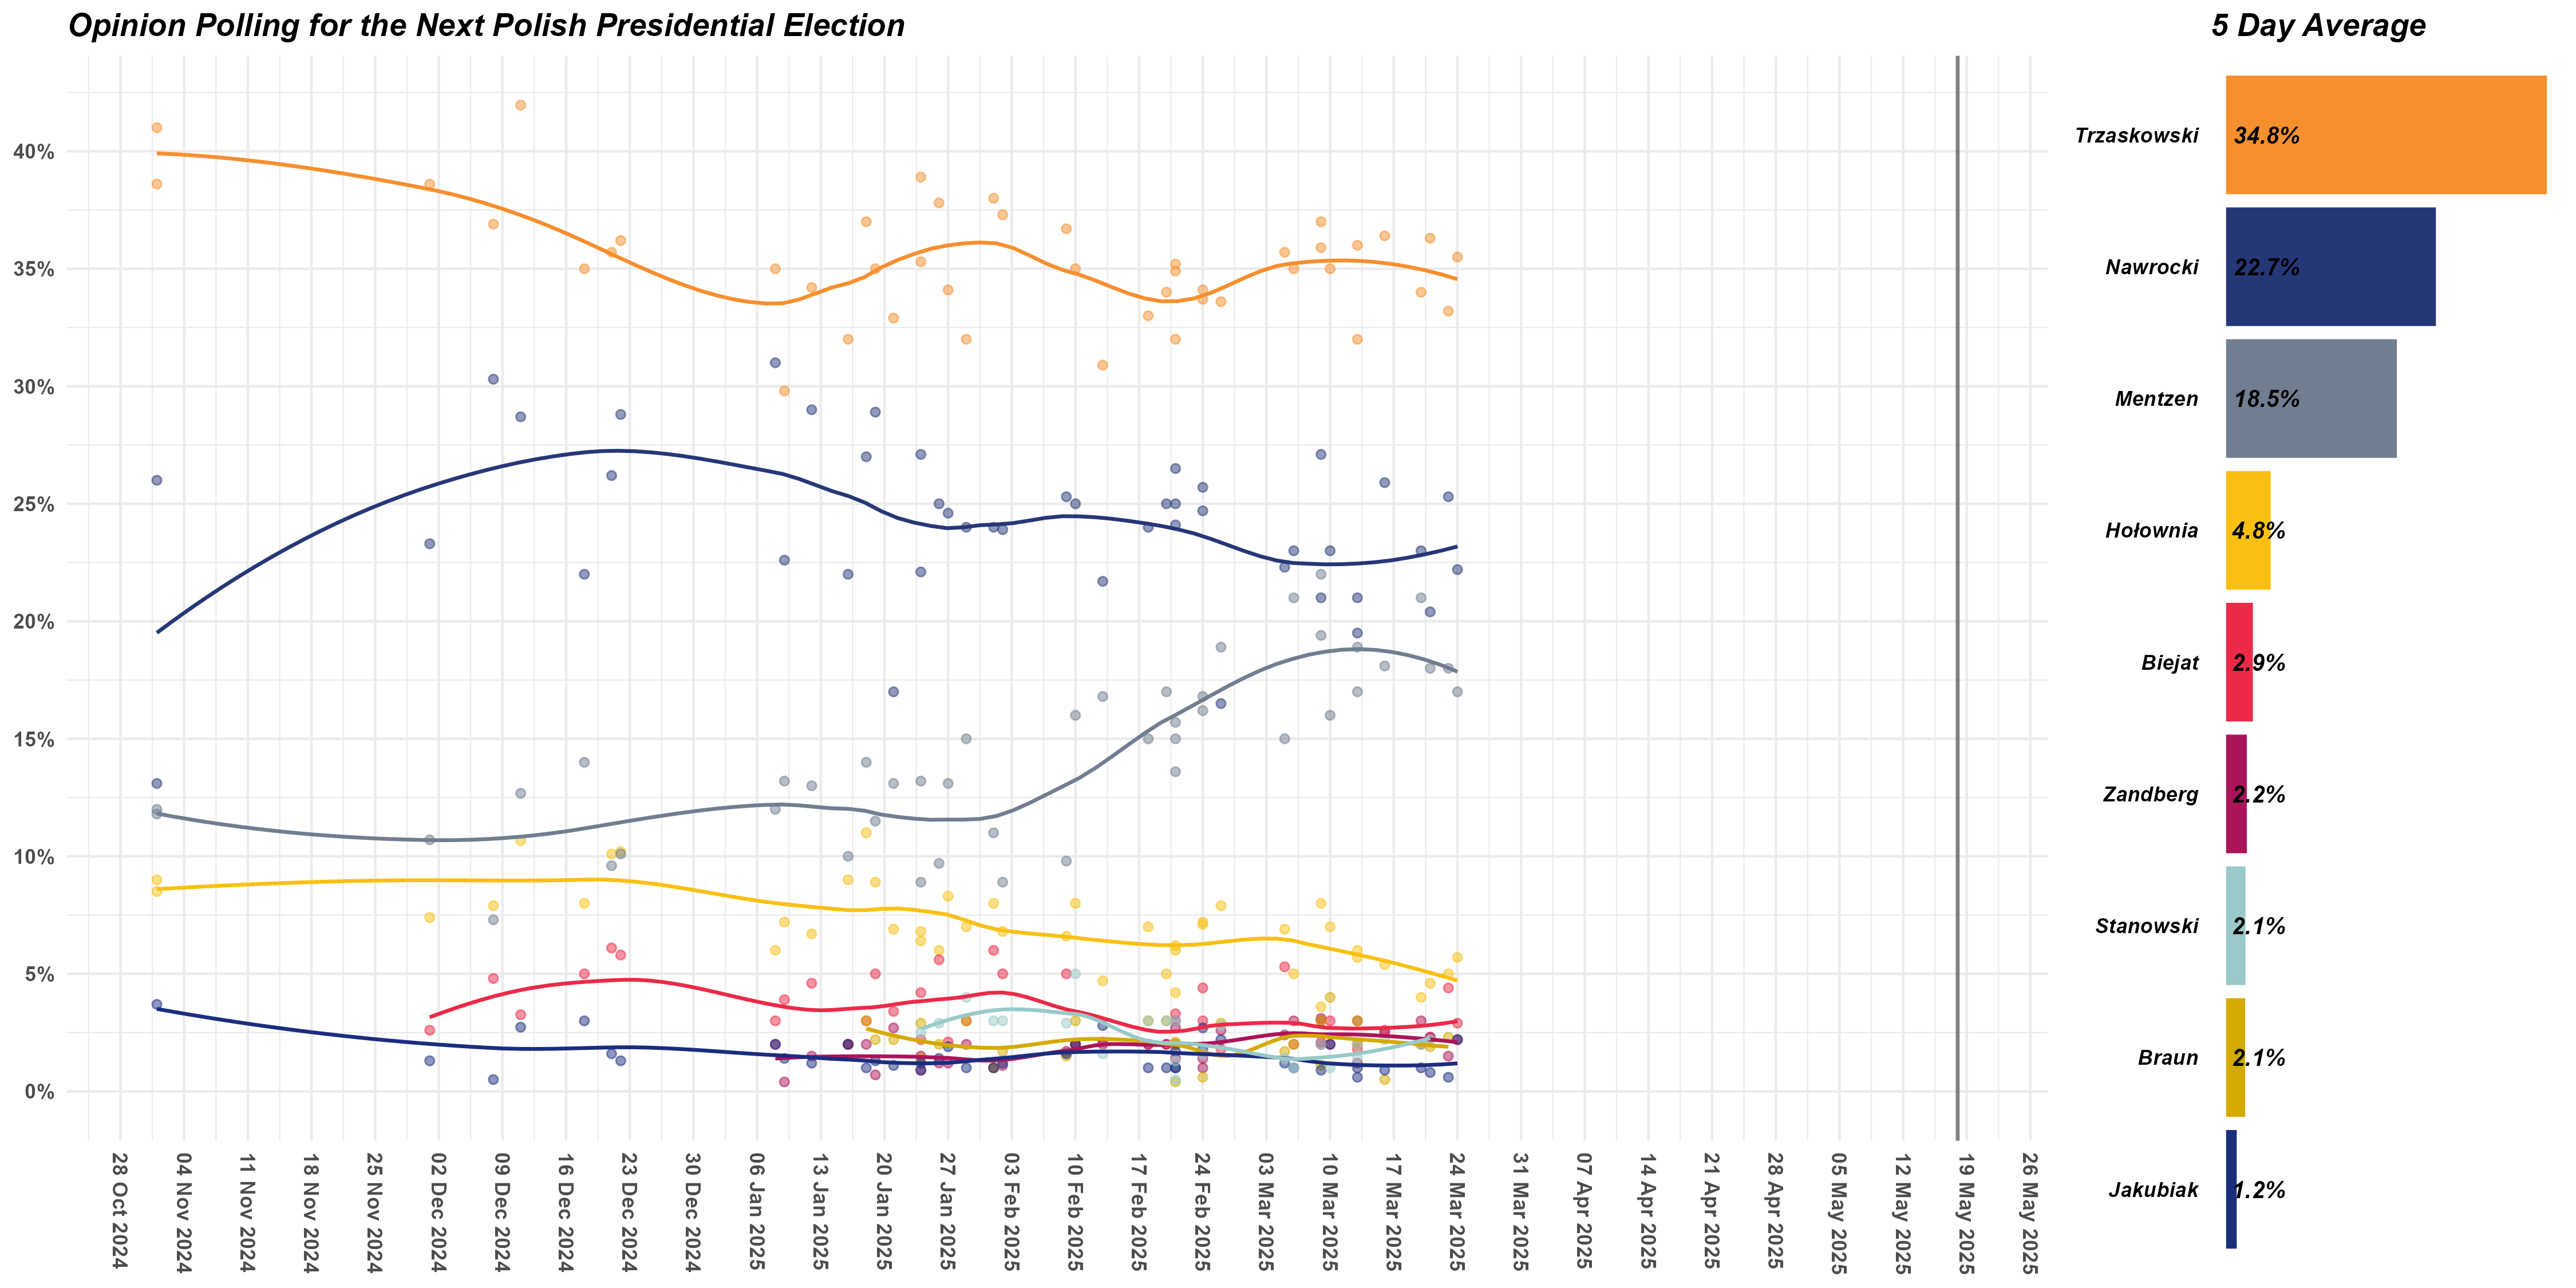 Opinion Polling for the Next Polish Presidential Election
5 Day Average
40%
35%
30%
25%
20%
15%
10%
5%
0%
28 Oct 2024
04 Nov 2024
11 Nov 2024
18 Nov 2024
25 Nov 2024
02 Dec 2024
09 Dec 2024
16 Dec 2024
23 Dec 2024
30 Dec 2024
06 Jan 2025
13 Jan 2025
20 Jan 2025
27 Jan 2025
03 Feb 2025
10 Feb 2025
17 Feb 2025
24 Feb 2025
03 Mar 2025
10 Mar 2025
17 Mar 2025
24 Mar 2025
31 Mar 2025
07 Apr 2025
14 Apr 2025
21 Apr 2025
28 Apr 2025
05 May 2025
12 May 2025
19 May 2025
26 May 2025
Trzaskowski 34.8%
Nawrocki 22.7%
Mentzen 18.5%
Hołownia 4.8%
Biejat 2.9%
Zandberg 2.2%
Stanowski 2.1%
Braun 2.1%
Jakubiak 1.2%